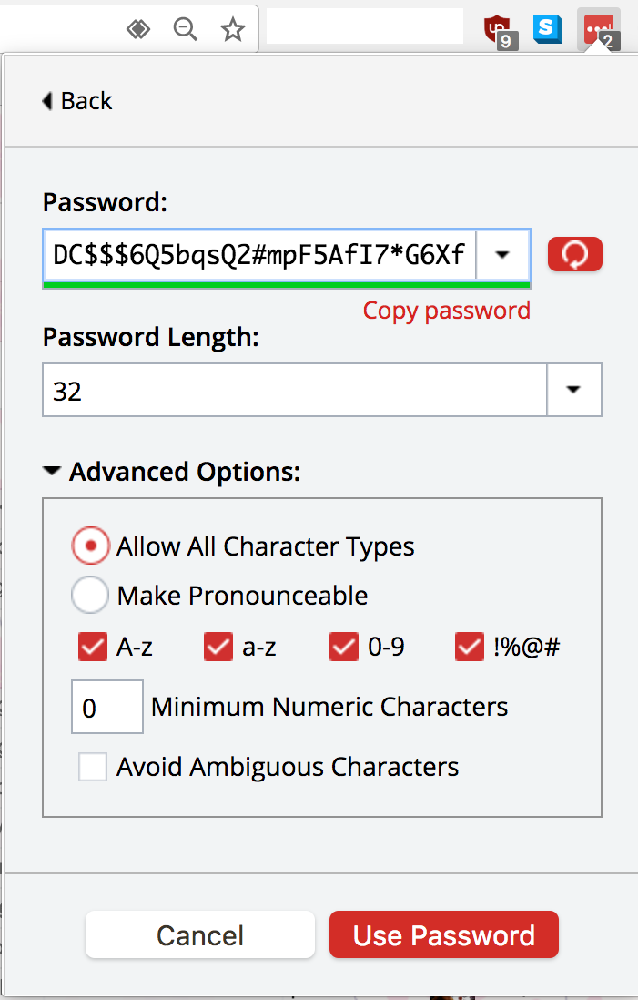 9
S
2
Back
Password:
DC$$$6Q5bqsQ2#mpF5AfI7*G6Xf
Copy password
Password Length:
32
Advanced Options:
Allow All Character Types
Make Pronounceable
A-z a-z 0-9 !%@#
0 Minimum Numeric Characters
Avoid Ambiguous Characters
Cancel Use Password